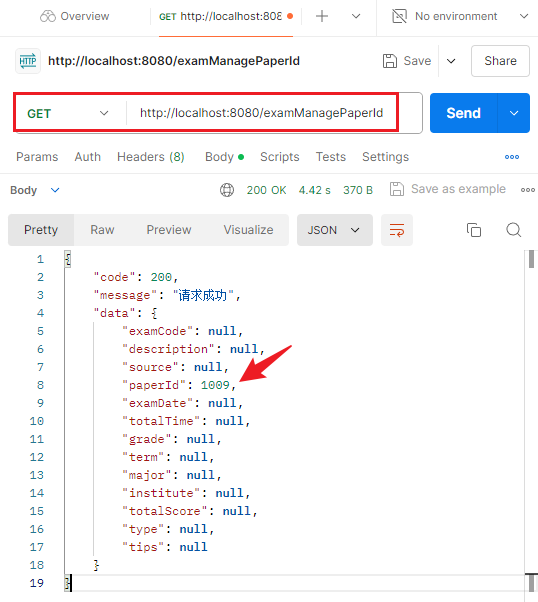 Overview
GET http://localhost:808
No environment
HTTP http://localhost:8080/examManagePaperId
Save
Share
GET http://localhost:8080/examManagePaperId
Send
Params Auth Headers (8) Body Scripts Tests Settings
Body 200 OK 4.42 s 370 B Save as example
Pretty Raw Preview Visualize JSON
1 {
2 "code": 200,
3 "message": "请求成功",
4 "data": {
5 "examCode": null,
6 "description": null,
7 "source": null,
8 "paperId": 1009,
9 "examDate": null,
10 "totalTime": null,
11 "grade": null,
12 "term": null,
13 "major": null,
14 "institute": null,
15 "totalScore": null,
16 "type": null,
17 "tips": null
18 }
19 }